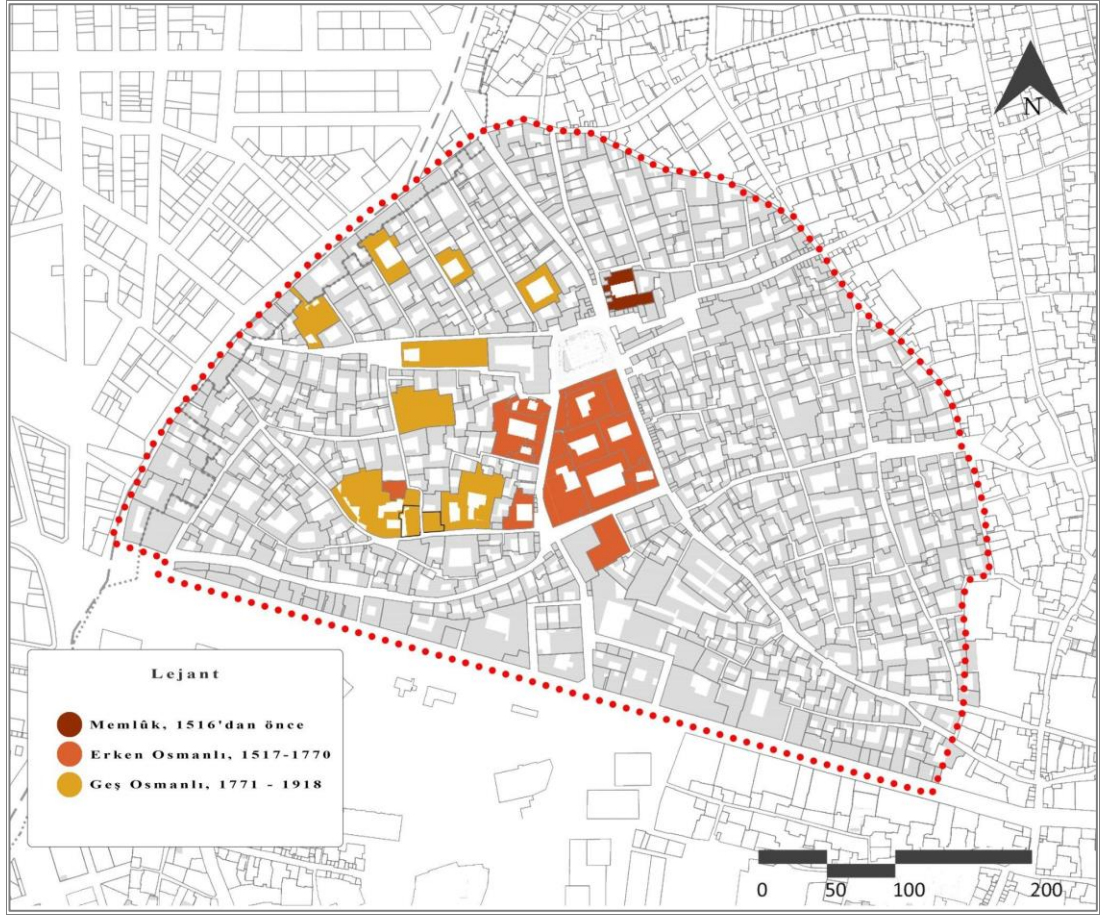 N
Lejant
Memlûk, 1516'dan önce
Erken Osmanlı, 1517-1770
Geş Osmanlı, 1771 - 1918
0 50 100 200